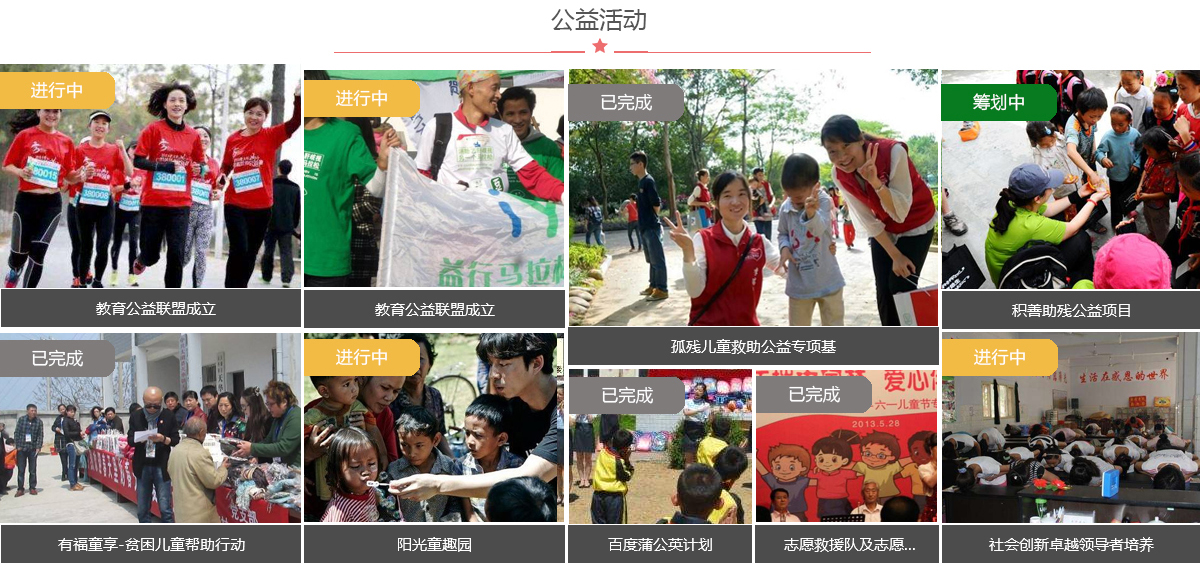 公益活动
进行中
380015
380008
380001
380007
教育公益联盟成立
进行中
益行马拉松
教育公益联盟成立
已完成
孤残儿童救助公益专项基
筹划中
积善助残公益项目
已完成
有福童享-贫困儿童帮助行动
进行中
阳光童趣园
已完成
百度蒲公英计划
已完成
爱心
六一儿童节
2013.5.28
志愿救援队及志愿...
进行中
生活在感恩的世界
社会创新卓越领导者培养